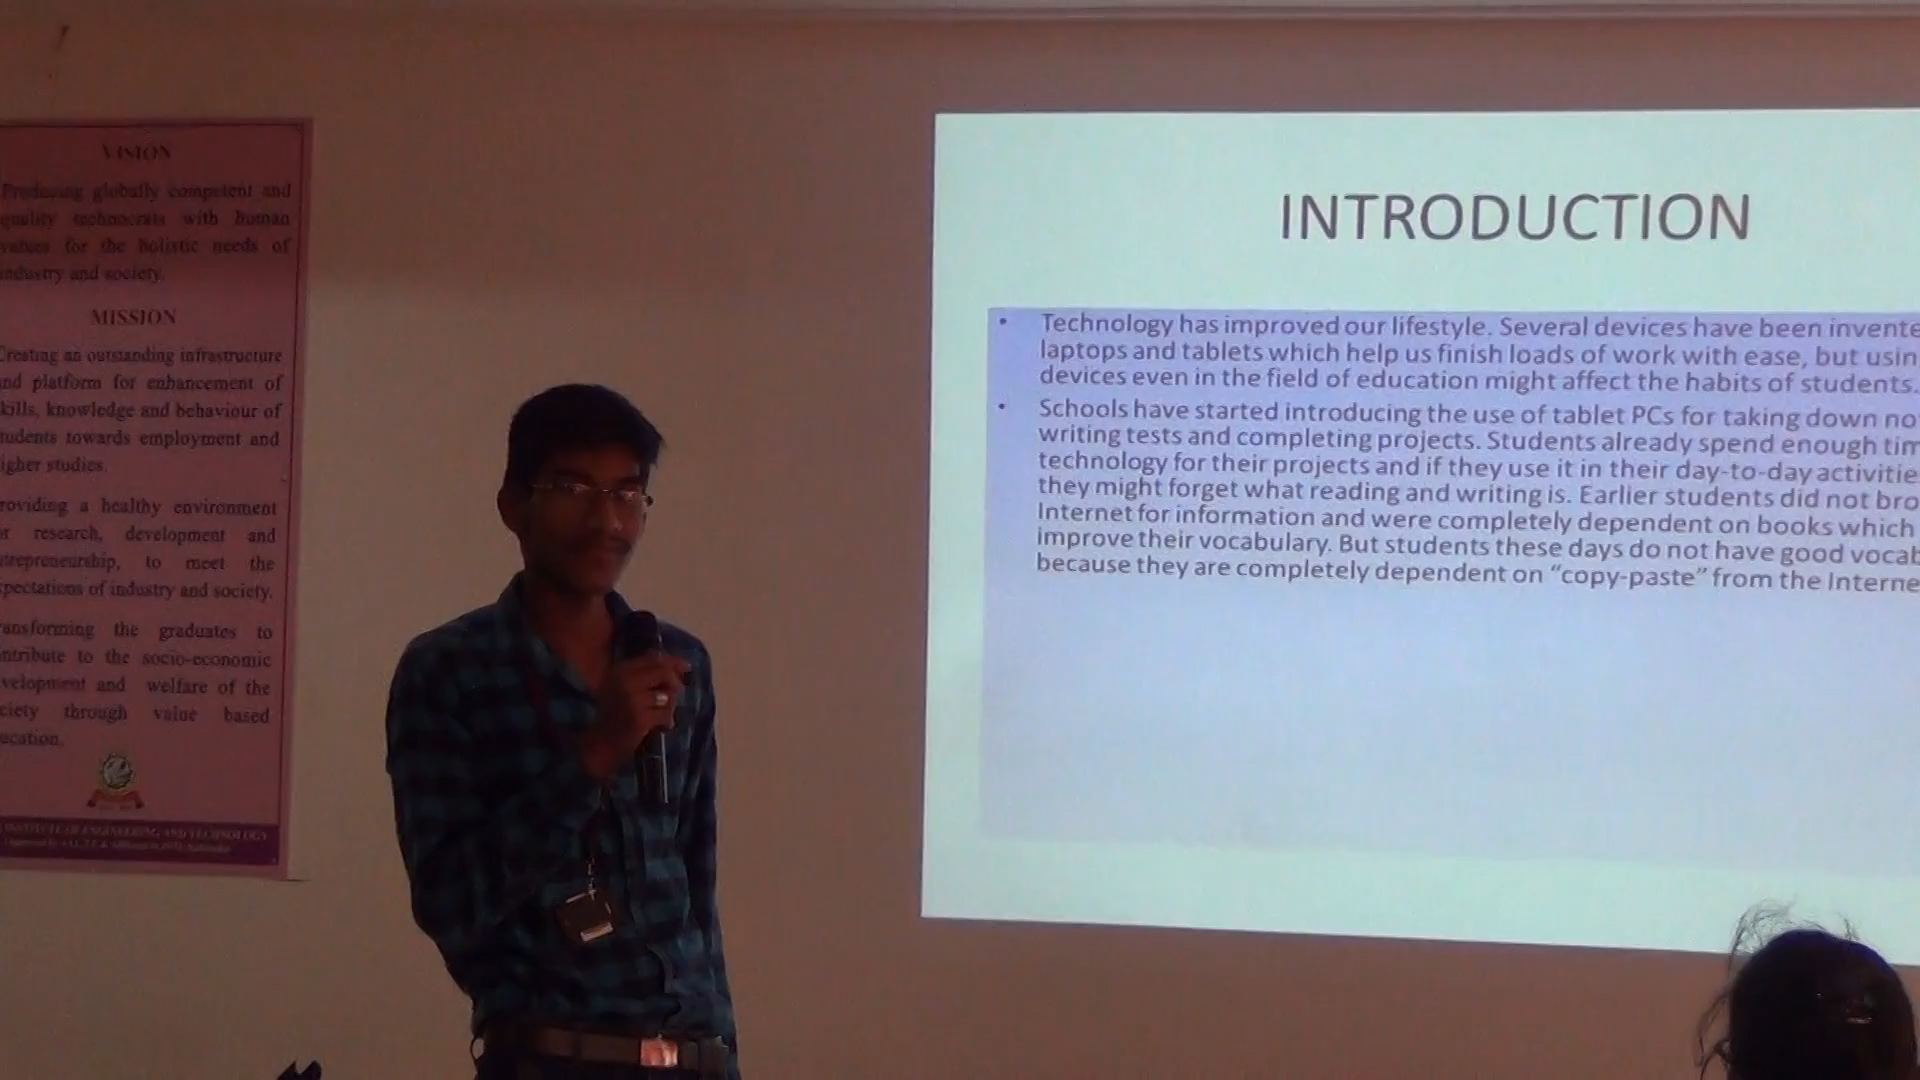 VISION
Producing globally competent and
quality technocrats with human
values for the holistic needs of
industry and society.
MISSION
Creating an outstanding infrastructure
nd platform for enhancement of
kills, knowledge and behaviour of
tudents towards employment and
igher studies.
roviding a healthy environment
or research, development and
ntrepreneurship, to meet the
xpectations of industry and society.
ansforming the graduates to
ntribute to the socio-economic
velopment and welfare of the
ciety through value based
ucation.
INSTITUTE OF ENGINEERING AND TECHNOLOGY
INTRODUCTION
• Technology has improved our lifestyle. Several devices have been invente
laptops and tablets which help us finish loads of work with ease, but usin
devices even in the field of education might affect the habits of students.
• Schools have started introducing the use of tablet PCs for taking down no
writing tests and completing projects. Students already spend enough tim
technology for their projects and if they use it in their day-to-day activitie
they might forget what reading and writing is. Earlier students did not bro
Internet for information and were completely dependent on books which
improve their vocabulary. But students these days do not have good vocab
because they are completely dependent on “copy-paste” from the Interne